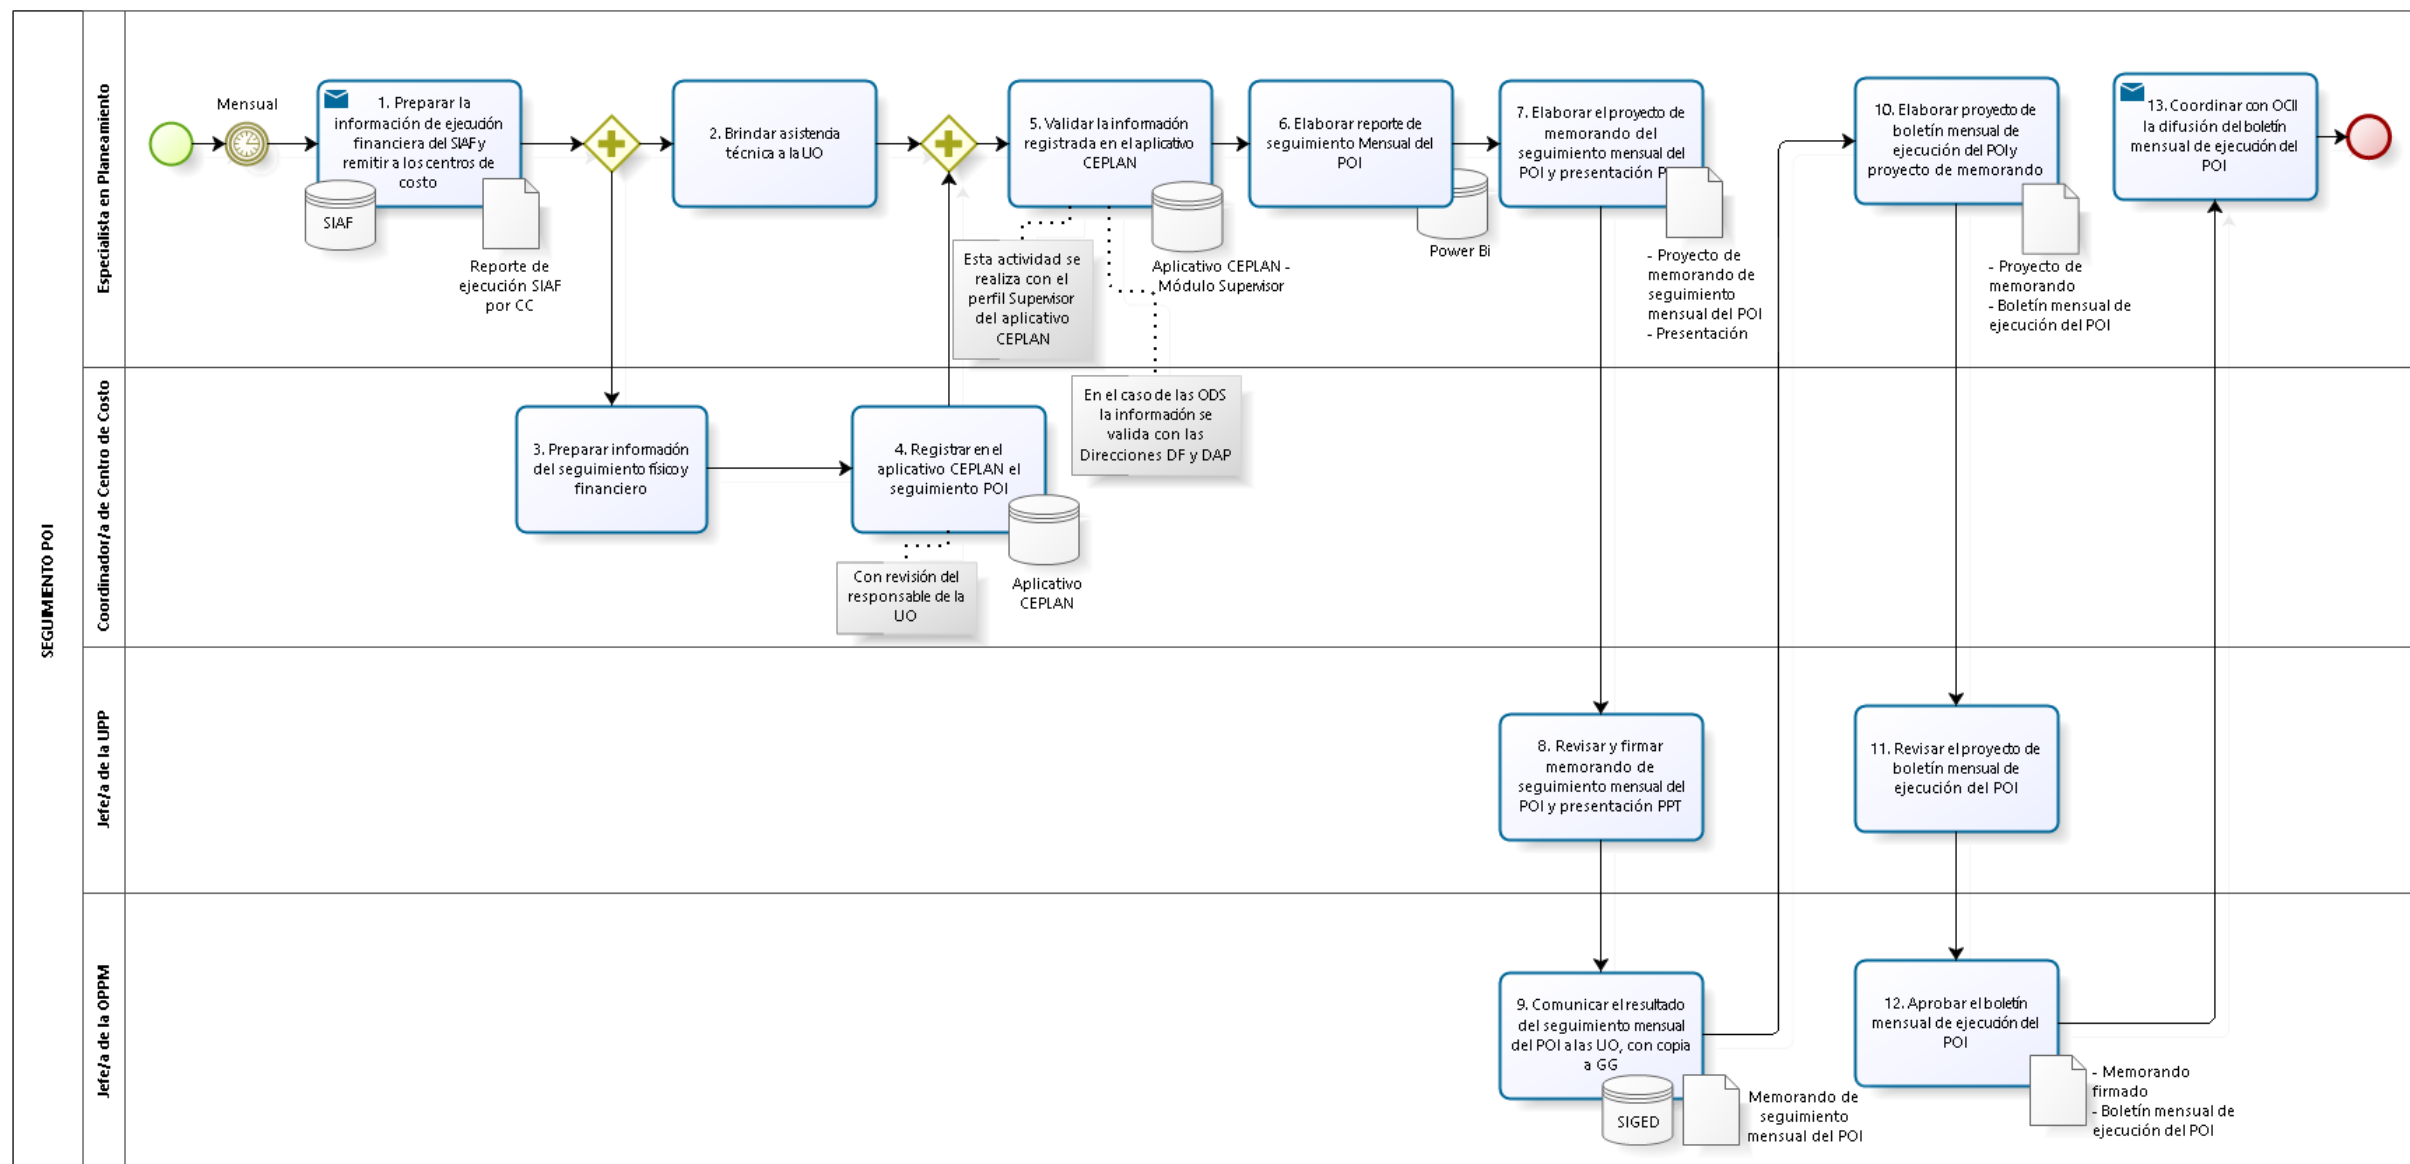 SEGUIMIENTO POI
Especialista en Planeamiento
Mensual
1. Preparar la
información de ejecución
financiera del SIAF y
remitir a los centros de
costo
SIAF
Reporte de
ejecución SIAF
por CC
2. Brindar asistencia
técnica a la UO
5. Validar la información
registrada en el aplicativo
CEPLAN
Esta actividad se
realiza con el
perfil Supervisor
del aplicativo
CEPLAN
Aplicativo CEPLAN -
Módulo Supervisor
6. Elaborar reporte de
seguimiento Mensual del
POI
Power Bi
7. Elaborar el proyecto de
memorando del
seguimiento mensual del
POI y presentación
- Proyecto de
memorando de
seguimiento
mensual del POI
- Presentación
10. Elaborar proyecto de
boletín mensual de
ejecución del POI y
proyecto de memorando
- Proyecto de
memorando
- Boletín mensual de
ejecución del POI
13. Coordinar con OCII
la difusión del boletín
mensual de ejecución del
POI
Coordinador/a de Centro de Costo
3. Preparar información
del seguimiento físico y
financiero
4. Registrar en el
aplicativo CEPLAN el
seguimiento POI
Con revisión del
responsable de la
UO
Aplicativo
CEPLAN
En el caso de las ODS
la información se
valida con las
Direcciones DF y DAP
Jefe/a de la UPP
8. Revisar y firmar
memorando de
seguimiento mensual del
POI y presentación PPT
11. Revisar el proyecto de
boletín mensual de
ejecución del POI
Jefe/a de la OPPM
9. Comunicar el resultado
del seguimiento mensual
del POI a las UO, con copia
a GG
SIGED
Memorando de
seguimiento
mensual del POI
12. Aprobar el boletín
mensual de ejecución del
POI
- Memorando
firmado
- Boletín mensual de
ejecución del POI